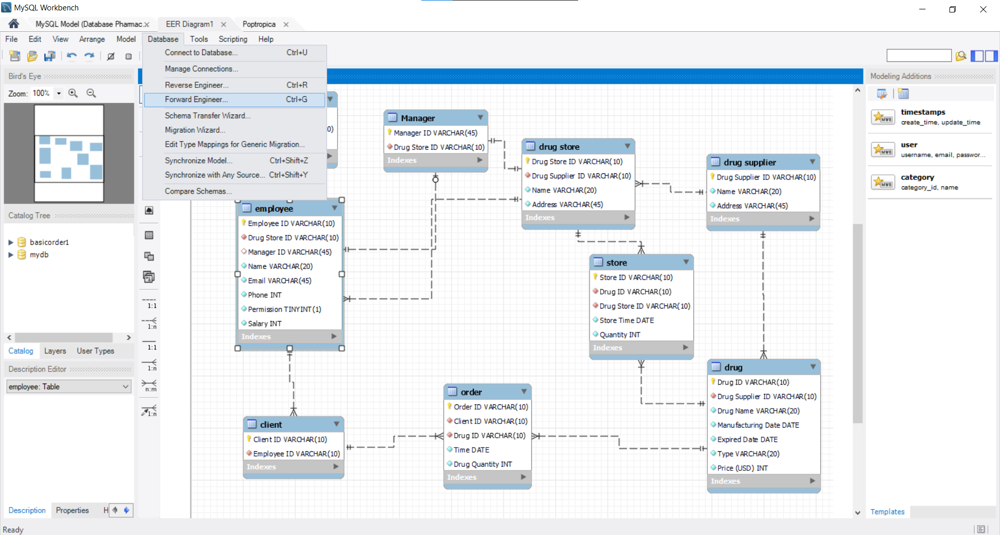 MySQL Workbench
MySQL Model (Database Phamac...
EER Diagram1
Poptropica
File Edit View Arrange Model Database Tools Scripting Help
Connect to Database... Ctrl+U
Manage Connections...
Reverse Engineer... Ctrl+R
Forward Engineer... Ctrl+G
Schema Transfer Wizard...
Migration Wizard...
Edit Type Mappings for Generic Migration...
Synchronize Model... Ctrl+Shift+Z
Synchronize with Any Source... Ctrl+Shift+Y
Compare Schemas...
Bird's Eye
Zoom: 100%
Catalog Tree
basicorder1
mydb
Catalog Layers User Types
Description Editor
employee: Table
Description Properties H
Ready
1:1
1:n
1:1
1:n
n:m
1:n
0)
Manager
Manager ID VARCHAR(45)
Drug Store ID VARCHAR(10)
Indexes
drug store
Drug Store ID VARCHAR(10)
Drug Supplier ID VARCHAR(10)
Name VARCHAR(20)
Address VARCHAR(45)
Indexes
drug supplier
Drug Supplier ID VARCHAR(10)
Name VARCHAR(20)
Address VARCHAR(45)
Indexes
employee
Employee ID VARCHAR(10)
Drug Store ID VARCHAR(10)
Manager ID VARCHAR(45)
Name VARCHAR(20)
Email VARCHAR(45)
Phone INT
Permission TINYINT(1)
Salary INT
Indexes
store
Store ID VARCHAR(10)
Drug ID VARCHAR(10)
Drug Store ID VARCHAR(10)
Store Time DATE
Quantity INT
Indexes
drug
Drug ID VARCHAR(10)
Drug Supplier ID VARCHAR(10)
Drug Name VARCHAR(20)
Manufacturing Date DATE
Expired Date DATE
Type VARCHAR(20)
Price (USD) INT
Indexes
order
Order ID VARCHAR(10)
Client ID VARCHAR(10)
Drug ID VARCHAR(10)
Time DATE
Drug Quantity INT
Indexes
client
Client ID VARCHAR(10)
Employee ID VARCHAR(10)
Indexes
Modeling Additions
MWB
timestamps
create_time, update_time
MWB
user
username, email, passwor...
MWB
category
category_id, name
Templates